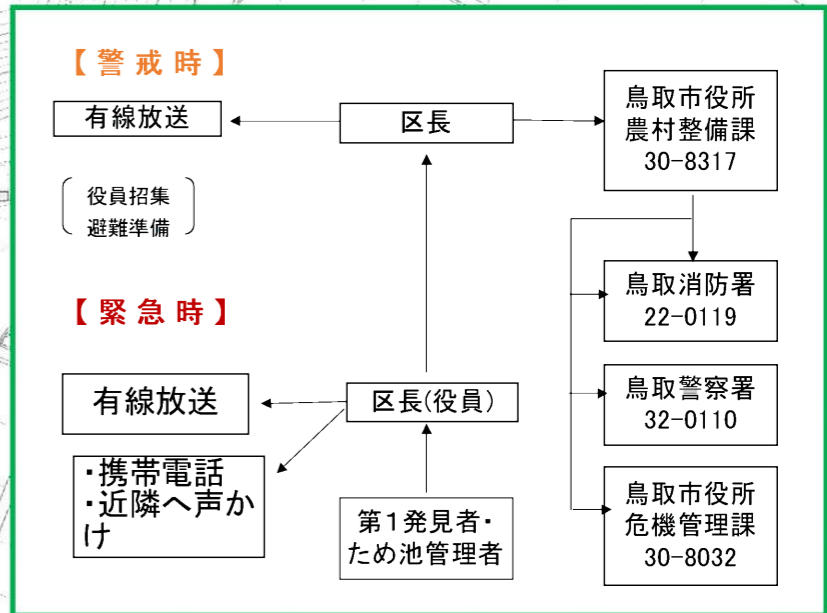 【警戒時】
有線放送
区長
鳥取市役所
農村整備課
30-8317
役員招集
避難準備
鳥取消防署
22-0119
【緊急時】
有線放送
区長(役員)
鳥取警察署
32-0110
・携帯電話
・近隣へ声か
け
第1発見者・
ため池管理者
鳥取市役所
危機管理課
30-8032